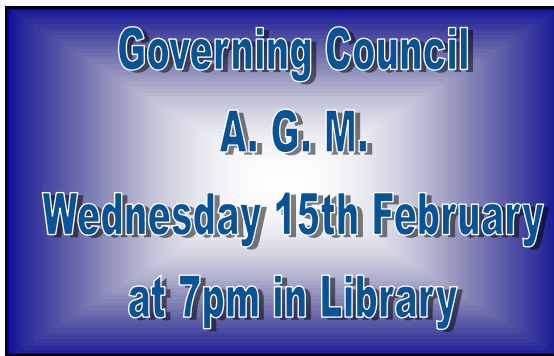 Governing Council
A. G. M.
Wednesday 15th February
at 7pm in Library